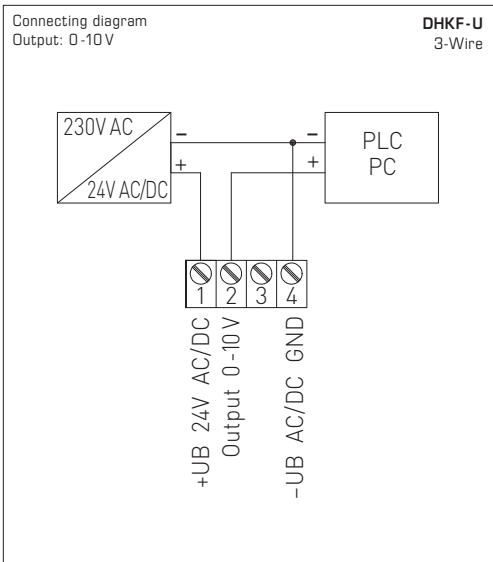 Connecting diagram
Output: 0-10 V
DHKF-U
3-Wire
230V AC
24V AC/DC
–
+
–
+
PLC
PC
1 2 3 4
+UB 24V AC/DC
Output 0-10 V
–UB AC/DC GND